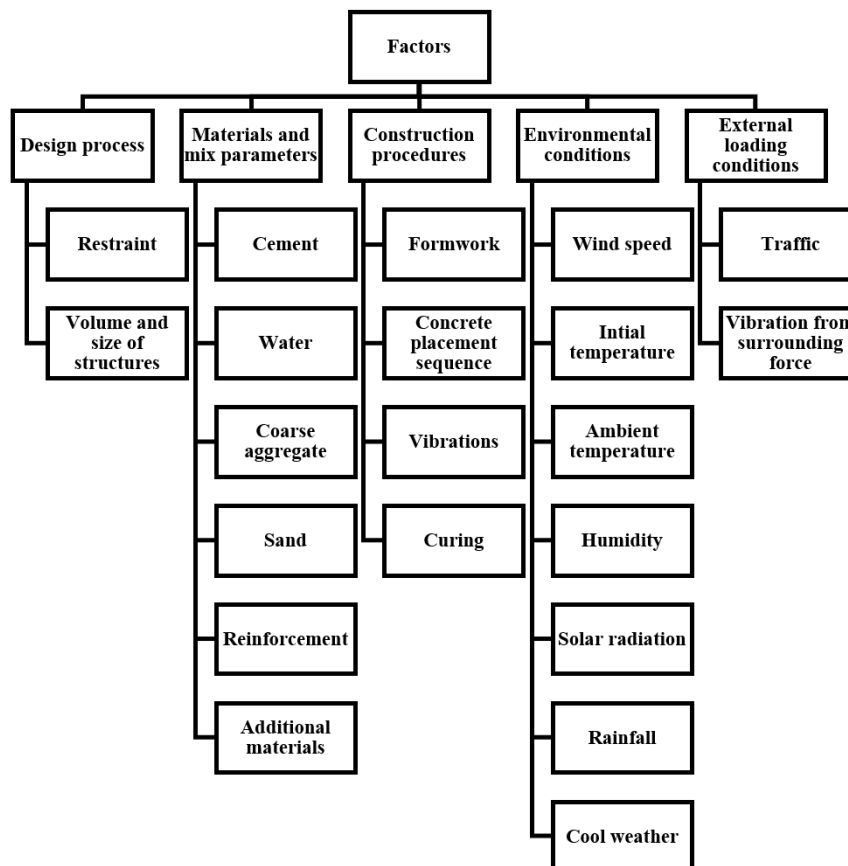 Factors
Design process
Materials and
mix parameters
Construction
procedures
Environmental
conditions
External
loading
conditions
Restraint
Cement
Formwork
Wind speed
Traffic
Volume and
size of
structures
Water
Concrete
placement
sequence
Intial
temperature
Vibration from
surrounding
force
Coarse
aggregate
Vibrations
Ambient
temperature
Sand
Curing
Humidity
Reinforcement
Solar radiation
Additional
materials
Rainfall
Cool weather